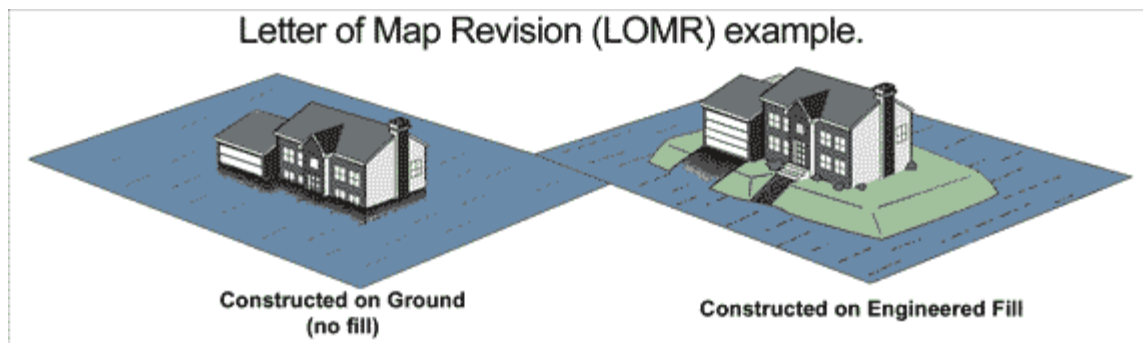 Letter of Map Revision (LOMR) example.
Constructed on Ground
(no fill)
Constructed on Engineered Fill